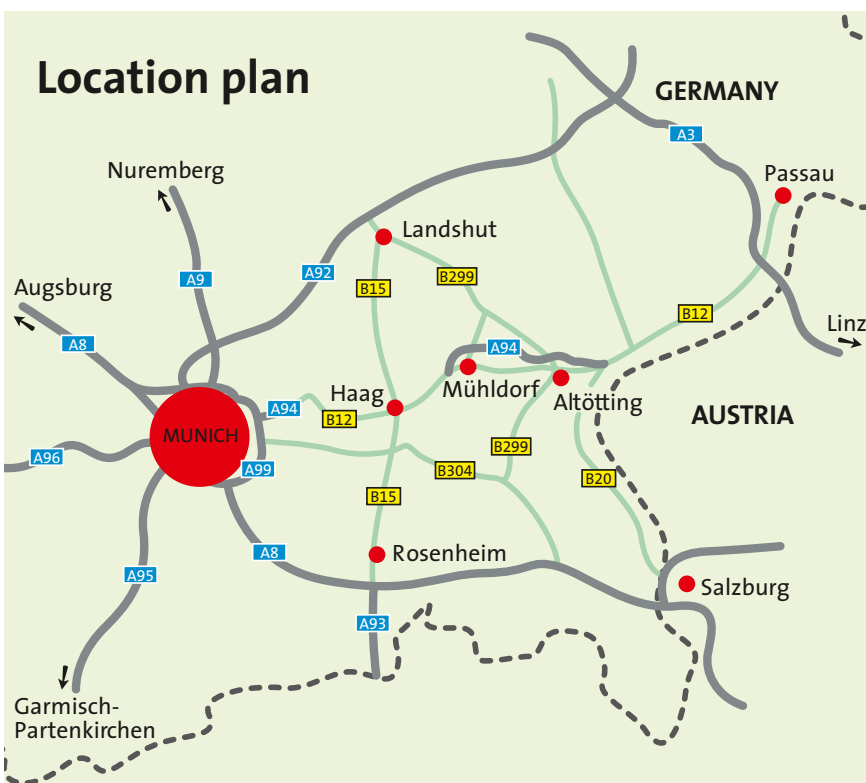 Location plan
GERMANY
A3
Nuremberg
Passau
Landshut
A9
A92
B15
B299
Augsburg
B12
Linz
A8
A94
Haag
Mühldorf
Altötting
A94
B12
AUSTRIA
MUNICH
B299
A96
A99
B304
B20
B15
A8
Rosenheim
A95
Salzburg
A93
Garmisch-
Partenkirchen